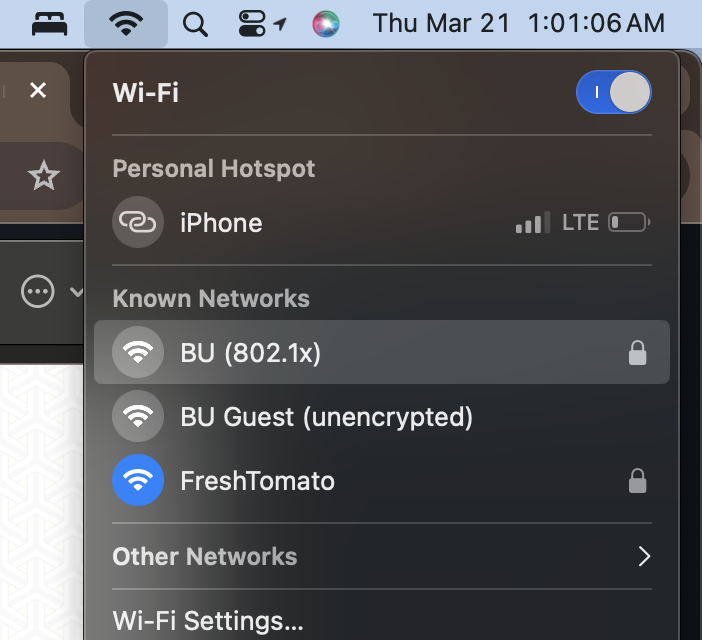 Thu Mar 21 1:01:06 AM
Wi-Fi
Personal Hotspot
iPhone LTE
Known Networks
BU (802.1x)
BU Guest (unencrypted)
FreshTomato
Other Networks
Wi-Fi Settings...